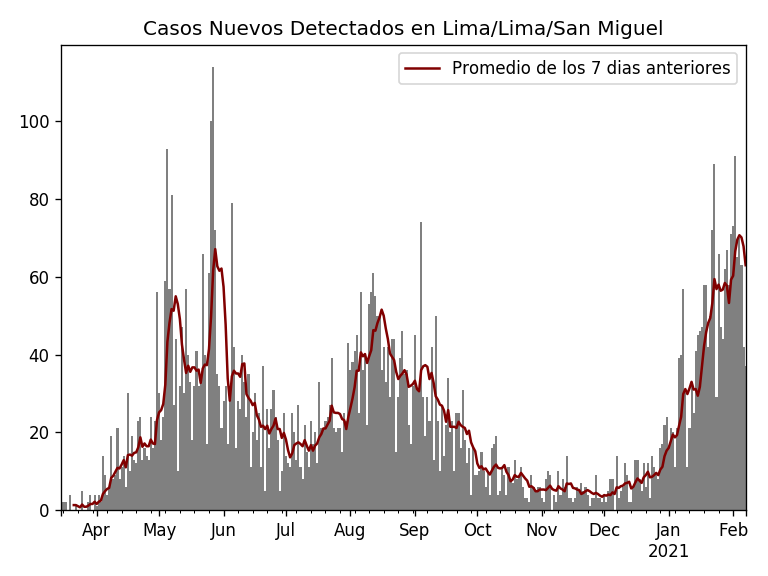 Casos Nuevos Detectados en Lima/Lima/San Miguel
Promedio de los 7 dias anteriores
100
80
60
40
20
0
Apr May Jun Jul Aug Sep Oct Nov Dec Jan Feb
2021